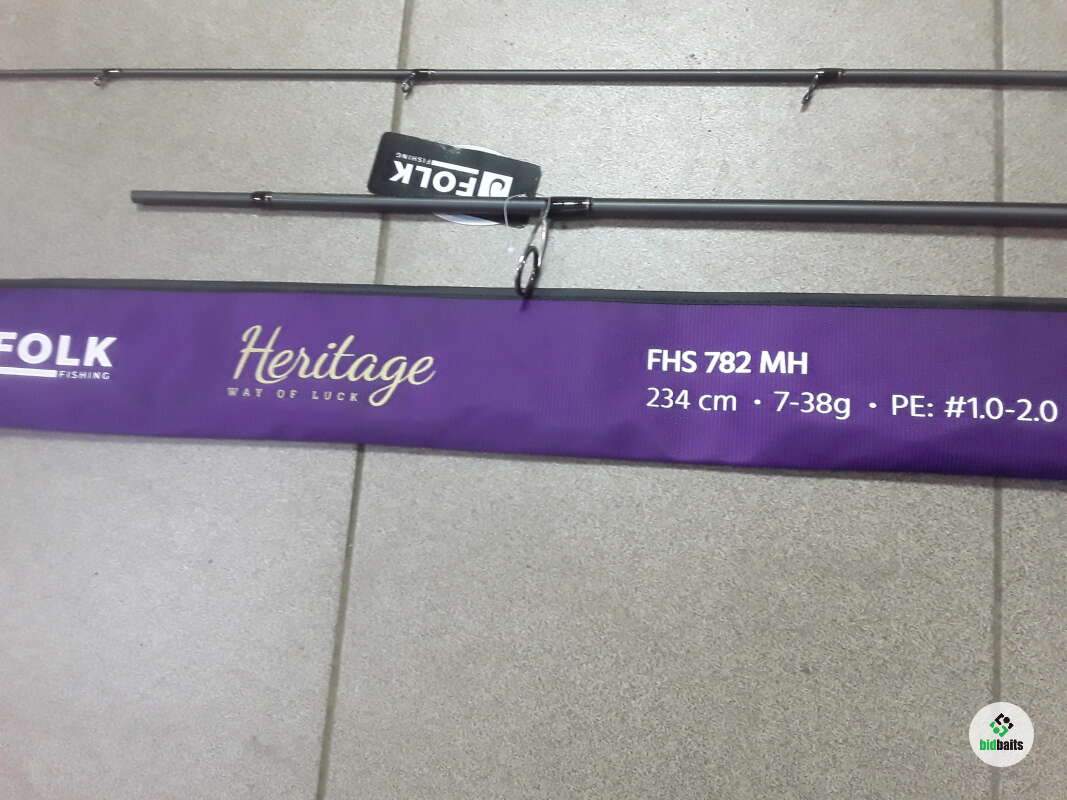 FOLK
FISHING
FOLK
FISHING
Heritage
WAY OF LUCK
FHS 782 MH
234 cm · 7-38g · PE: #1.0-2.0
bidbaits